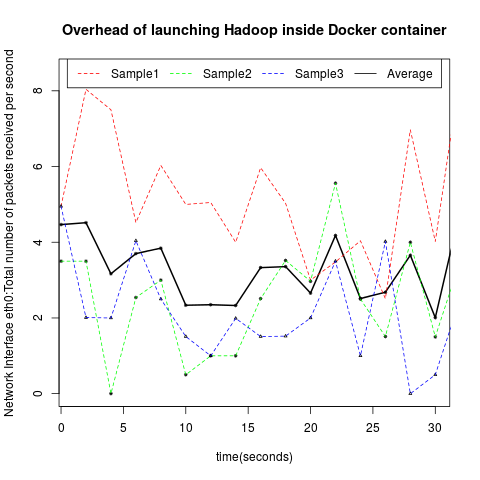 Overhead of launching Hadoop inside Docker container
Sample1 Sample2 Sample3 Average
Network Interface eth0:Total number of packets received per second
8
6
4
2
0
0 5 10 15 20 25 30
time(seconds)